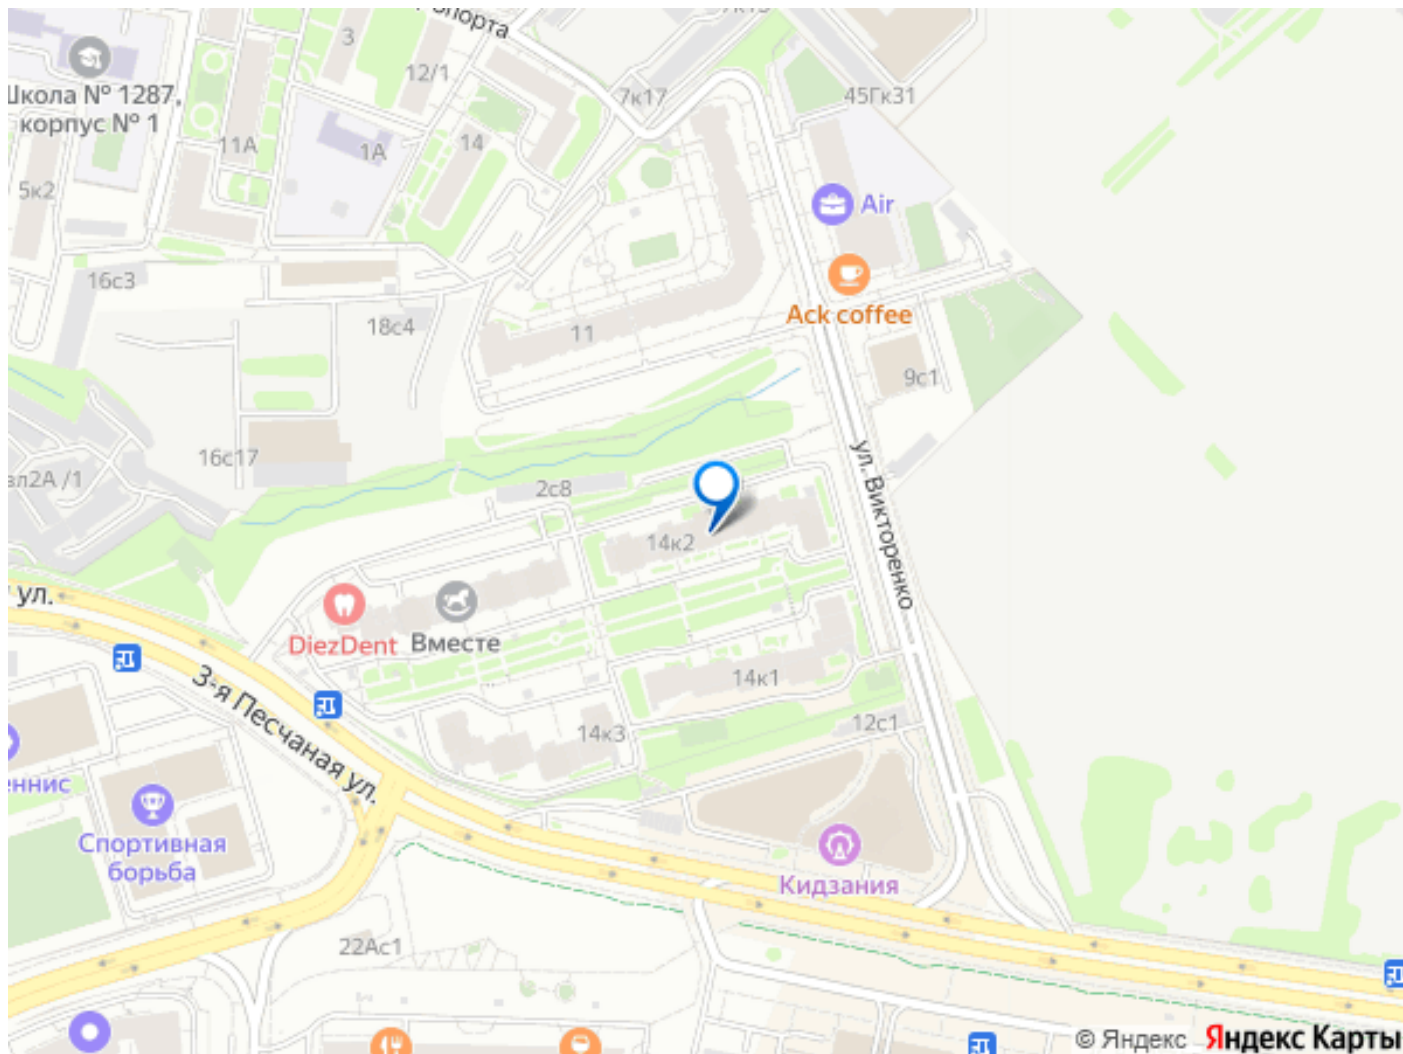 7к15
3
12/1
Школа № 1287,
корпус № 1
7к17
45Гк31
11А
1А
14
5к2
Air
16с3
Ack coffee
18с4
11
9с1
16с17
ул. Викторенко
2с8
14к2
ул.
DiezDent
Вместе
14к1
3-я Песчаная ул.
14к3
12с1
Спортивная
борьба
Кидзания
22Ас1
© Яндекс
Яндекс Карты